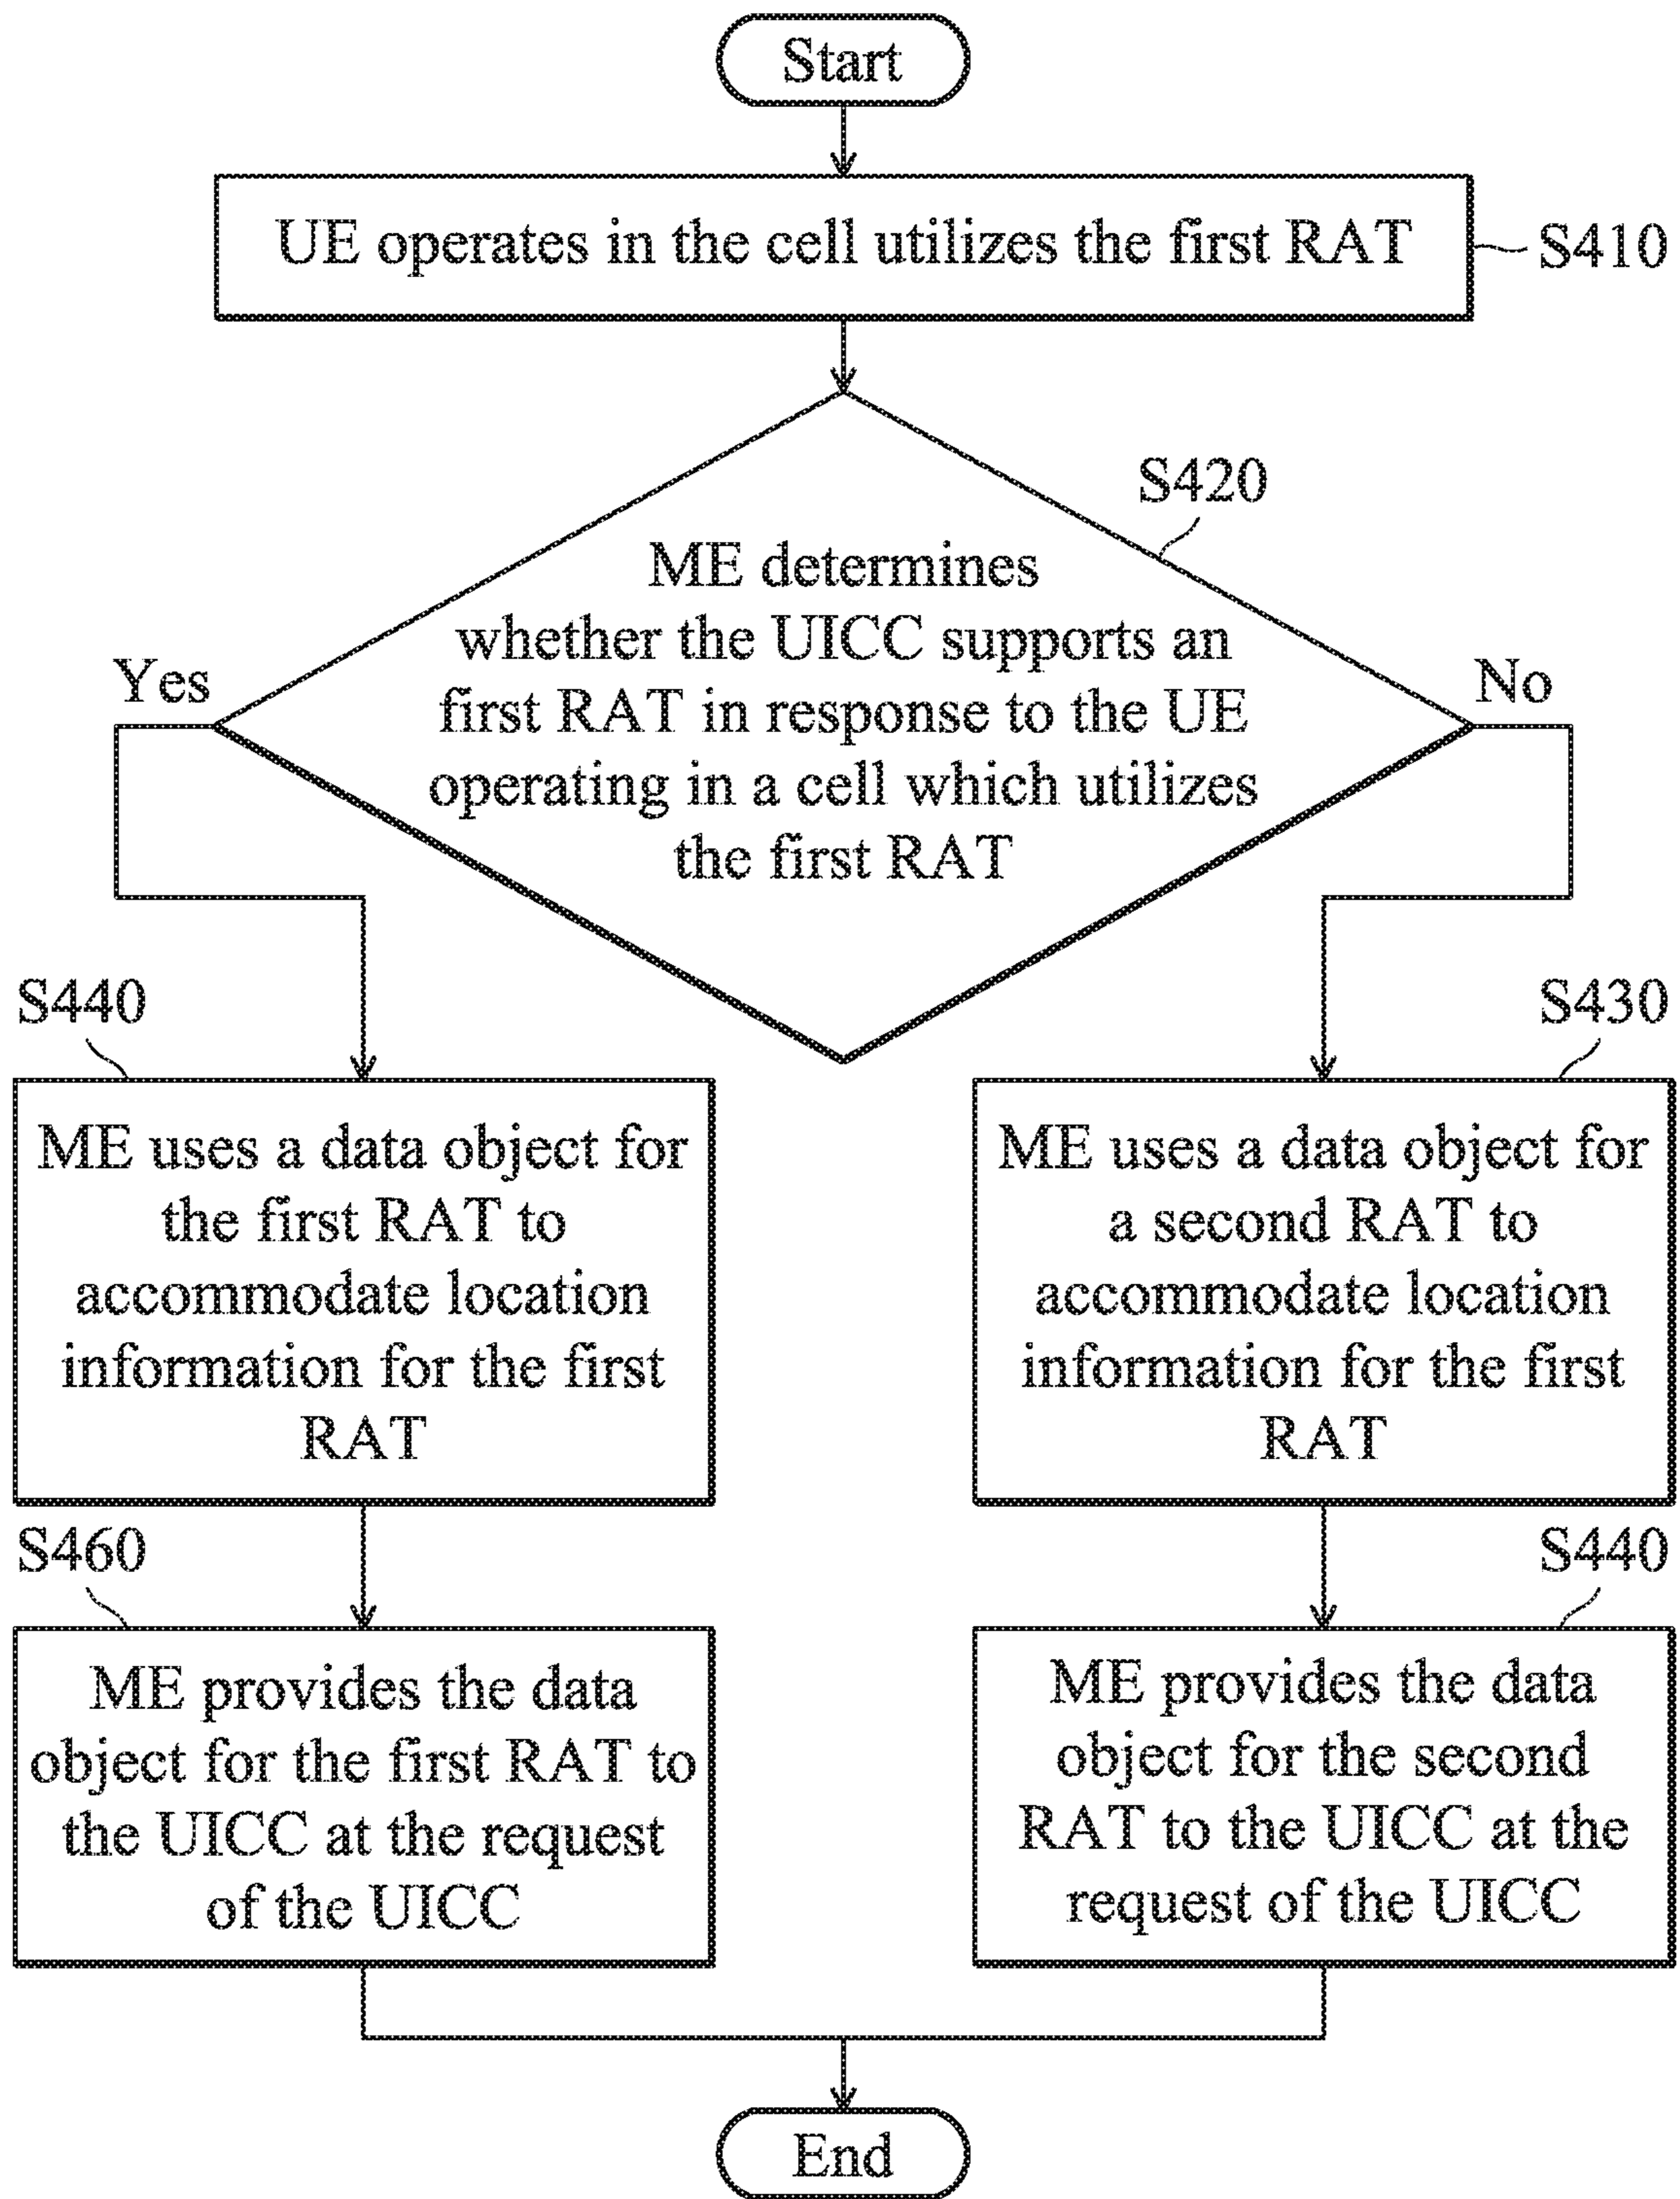 Start
UE operates in the cell utilizes the first RAT
S410
S420
ME determines
whether the UICC supports an
first RAT in response to the UE
operating in a cell which utilizes
the first RAT
Yes
No
S440
ME uses a data object for
the first RAT to
accommodate location
information for the first
RAT
S430
ME uses a data object for
a second RAT to
accommodate location
information for the first
RAT
S460
ME provides the data
object for the first RAT to
the UICC at the request
of the UICC
S440
ME provides the data
object for the second
RAT to the UICC at the
request of the UICC
End